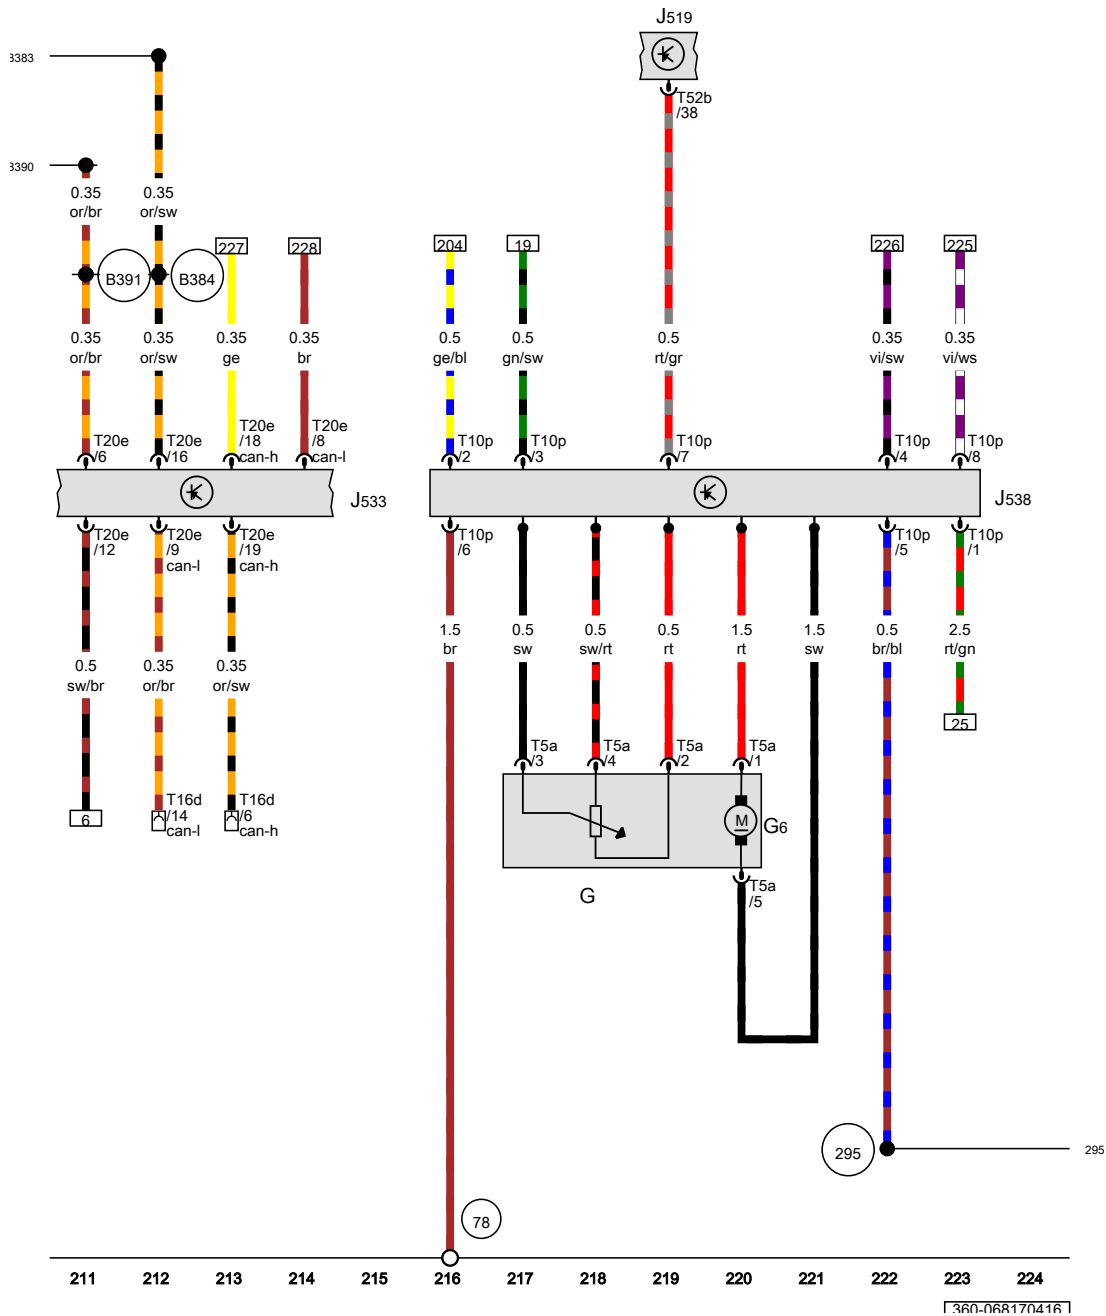 J519
B383
T52b
/38
B390
0.35 0.35
or/br or/sw
227 228 204 19 226 225
B391 B384
0.35 0.35 0.35 0.35 0.5 0.5 0.5 0.35 0.35
or/br or/sw ge br ge/bl gn/sw rt/gr vi/sw vi/ws
T20e T20e T20e T20e T10p T10p T10p T10p T10p
/6 /16 /18 /8 /2 /3 /7 /4 /8
can-h can-l
J533 J538
T20e T20e T20e T10p T10p T10p
/12 /9 /19 /6 /5 /1
can-l can-h
1.5 0.5 0.5 0.5 1.5 1.5 0.5 2.5
br sw sw/rt rt rt sw br/bl rt/gn
0.5 0.35 0.35
sw/br or/br or/sw
25
T5a T5a T5a T5a
/3 /4 /2 /1
T16d T16d
6 /14 /6 M G6
can-l can-h
T5a
G /5
295 295
78
211 212 213 214 215 216 217 218 219 220 221 222 223 224
360-068170416